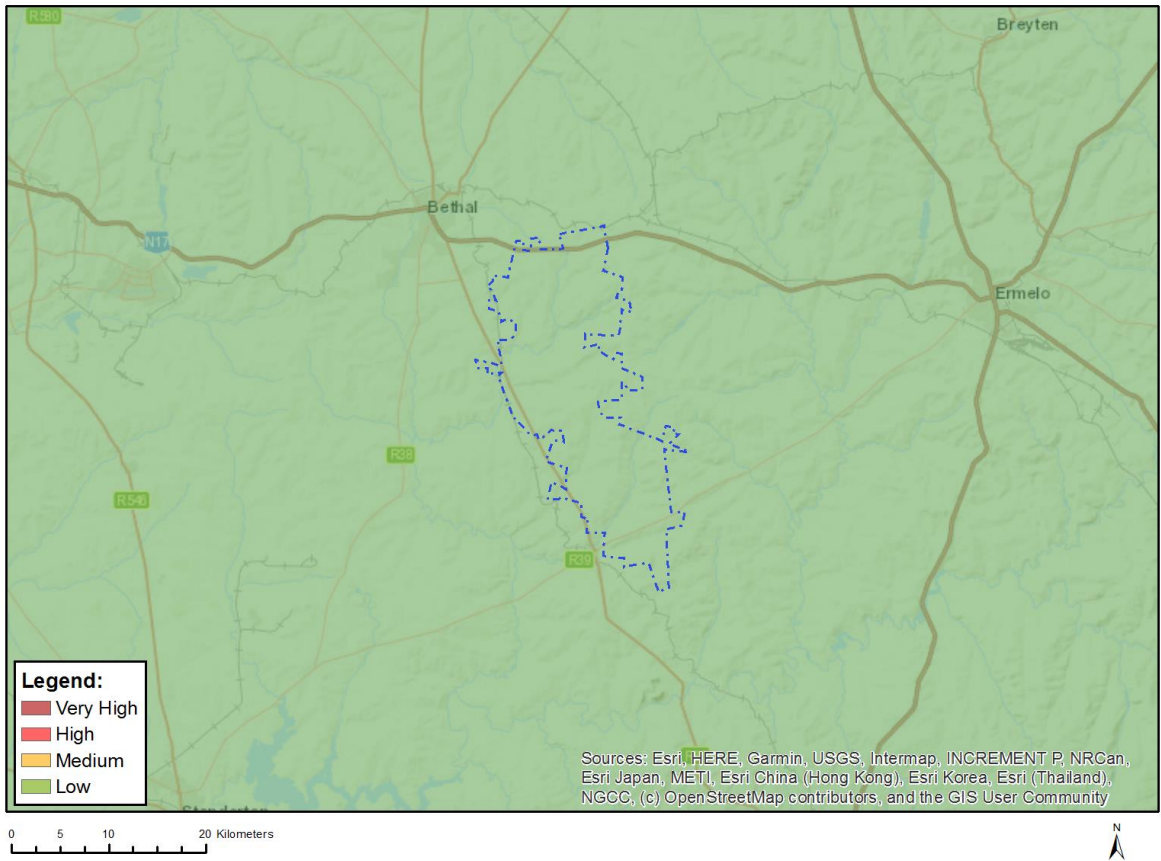 R580
Breyten
Bethal
N17
Ermelo
R38
R546
R39
Legend:
Very High
High
Medium
Low
Standerton
Sources: Esri, HERE, Garmin, USGS, Intermap, INCREMENT P, NRCan,
Esri Japan, METI, Esri China (Hong Kong), Esri Korea, Esri (Thailand),
NGCC, (c) OpenStreetMap contributors, and the GIS User Community
0 5 10 20 Kilometers
N